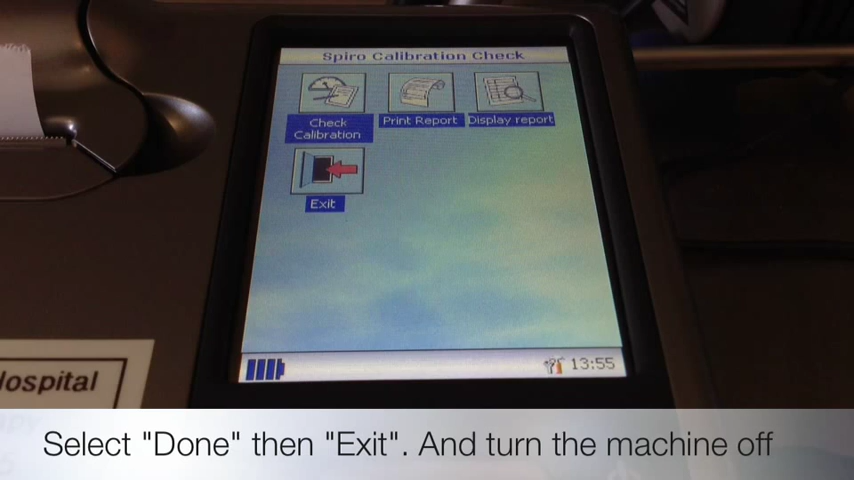 Spiro Calibration Check
Check
Calibration
Print Report
Display report
Exit
13:55
Hospital
Select "Done" then "Exit". And turn the machine off